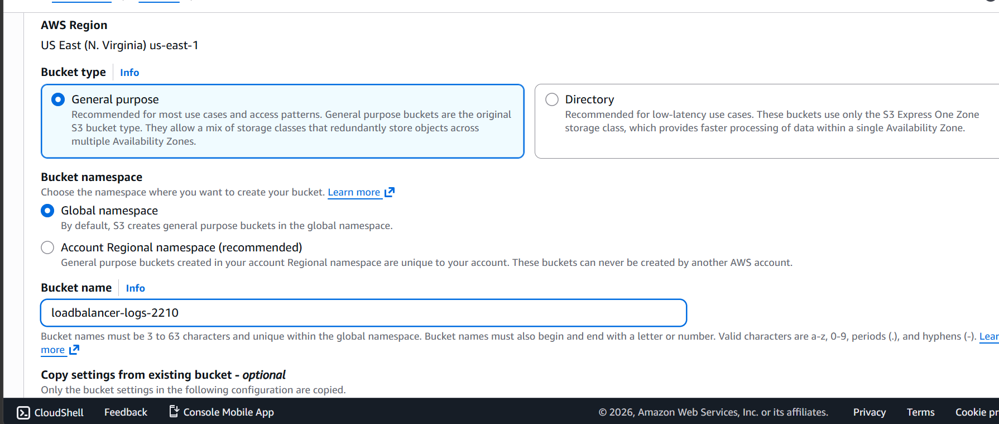 AWS Region
US East (N. Virginia) us-east-1
Bucket type Info
General purpose
Recommended for most use cases and access patterns. General purpose buckets are the original
S3 bucket type. They allow a mix of storage classes that redundantly store objects across
multiple Availability Zones.
Directory
Recommended for low-latency use cases. These buckets use only the S3 Express One Zone
storage class, which provides faster processing of data within a single Availability Zone.
Bucket namespace
Choose the namespace where you want to create your bucket. Learn more
Global namespace
By default, S3 creates general purpose buckets in the global namespace.
Account Regional namespace (recommended)
General purpose buckets created in your account Regional namespace are unique to your account. These buckets can never be created by another AWS account.
Bucket name Info
loadbalancer-logs-2210
Bucket names must be 3 to 63 characters and unique within the global namespace. Bucket names must also begin and end with a letter or number. Valid characters are a-z, 0-9, periods (.), and hyphens (-). Lear
more
Copy settings from existing bucket - optional
Only the bucket settings in the following configuration are copied.
CloudShell Feedback Console Mobile App © 2026, Amazon Web Services, Inc. or its affiliates. Privacy Terms Cookie pr